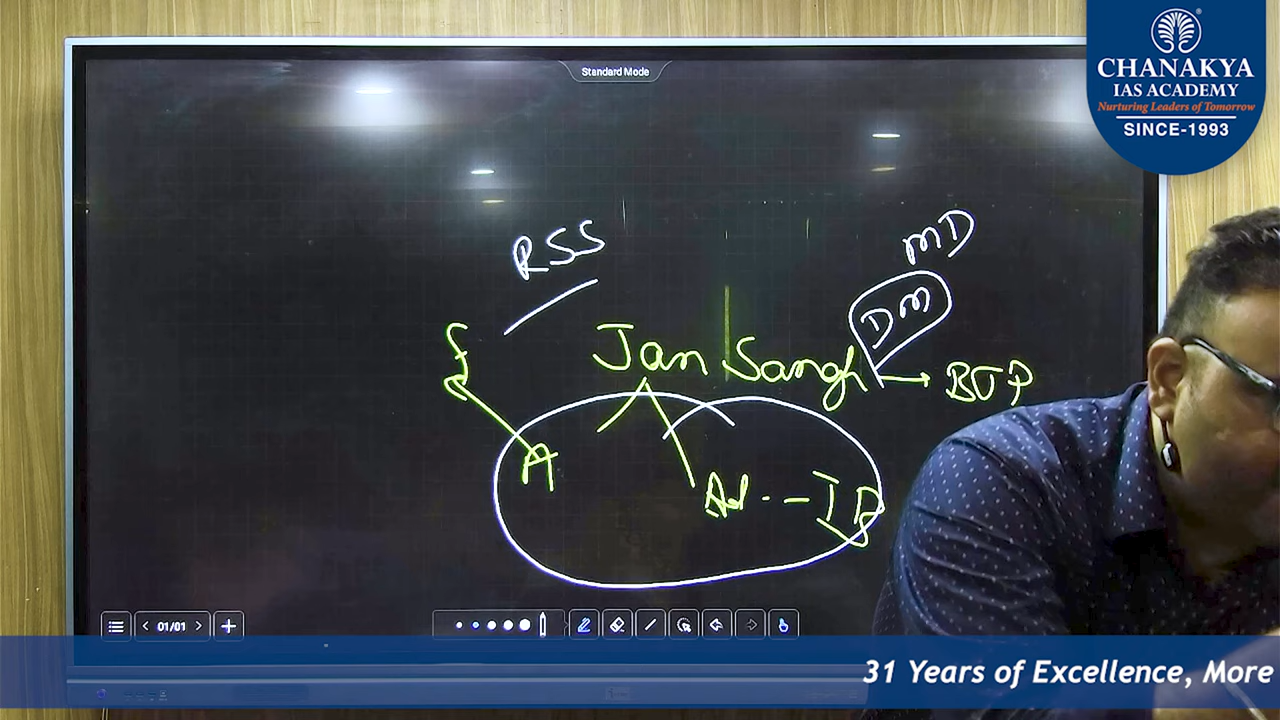 Standard Mode
CHANAKYA
IAS ACADEMY
Nurturing Leaders of Tomorrow
SINCE-1993
MD
RSS
DM
Jan Sangh → BJP
A
Ad
01/01
31 Years of Excellence, More